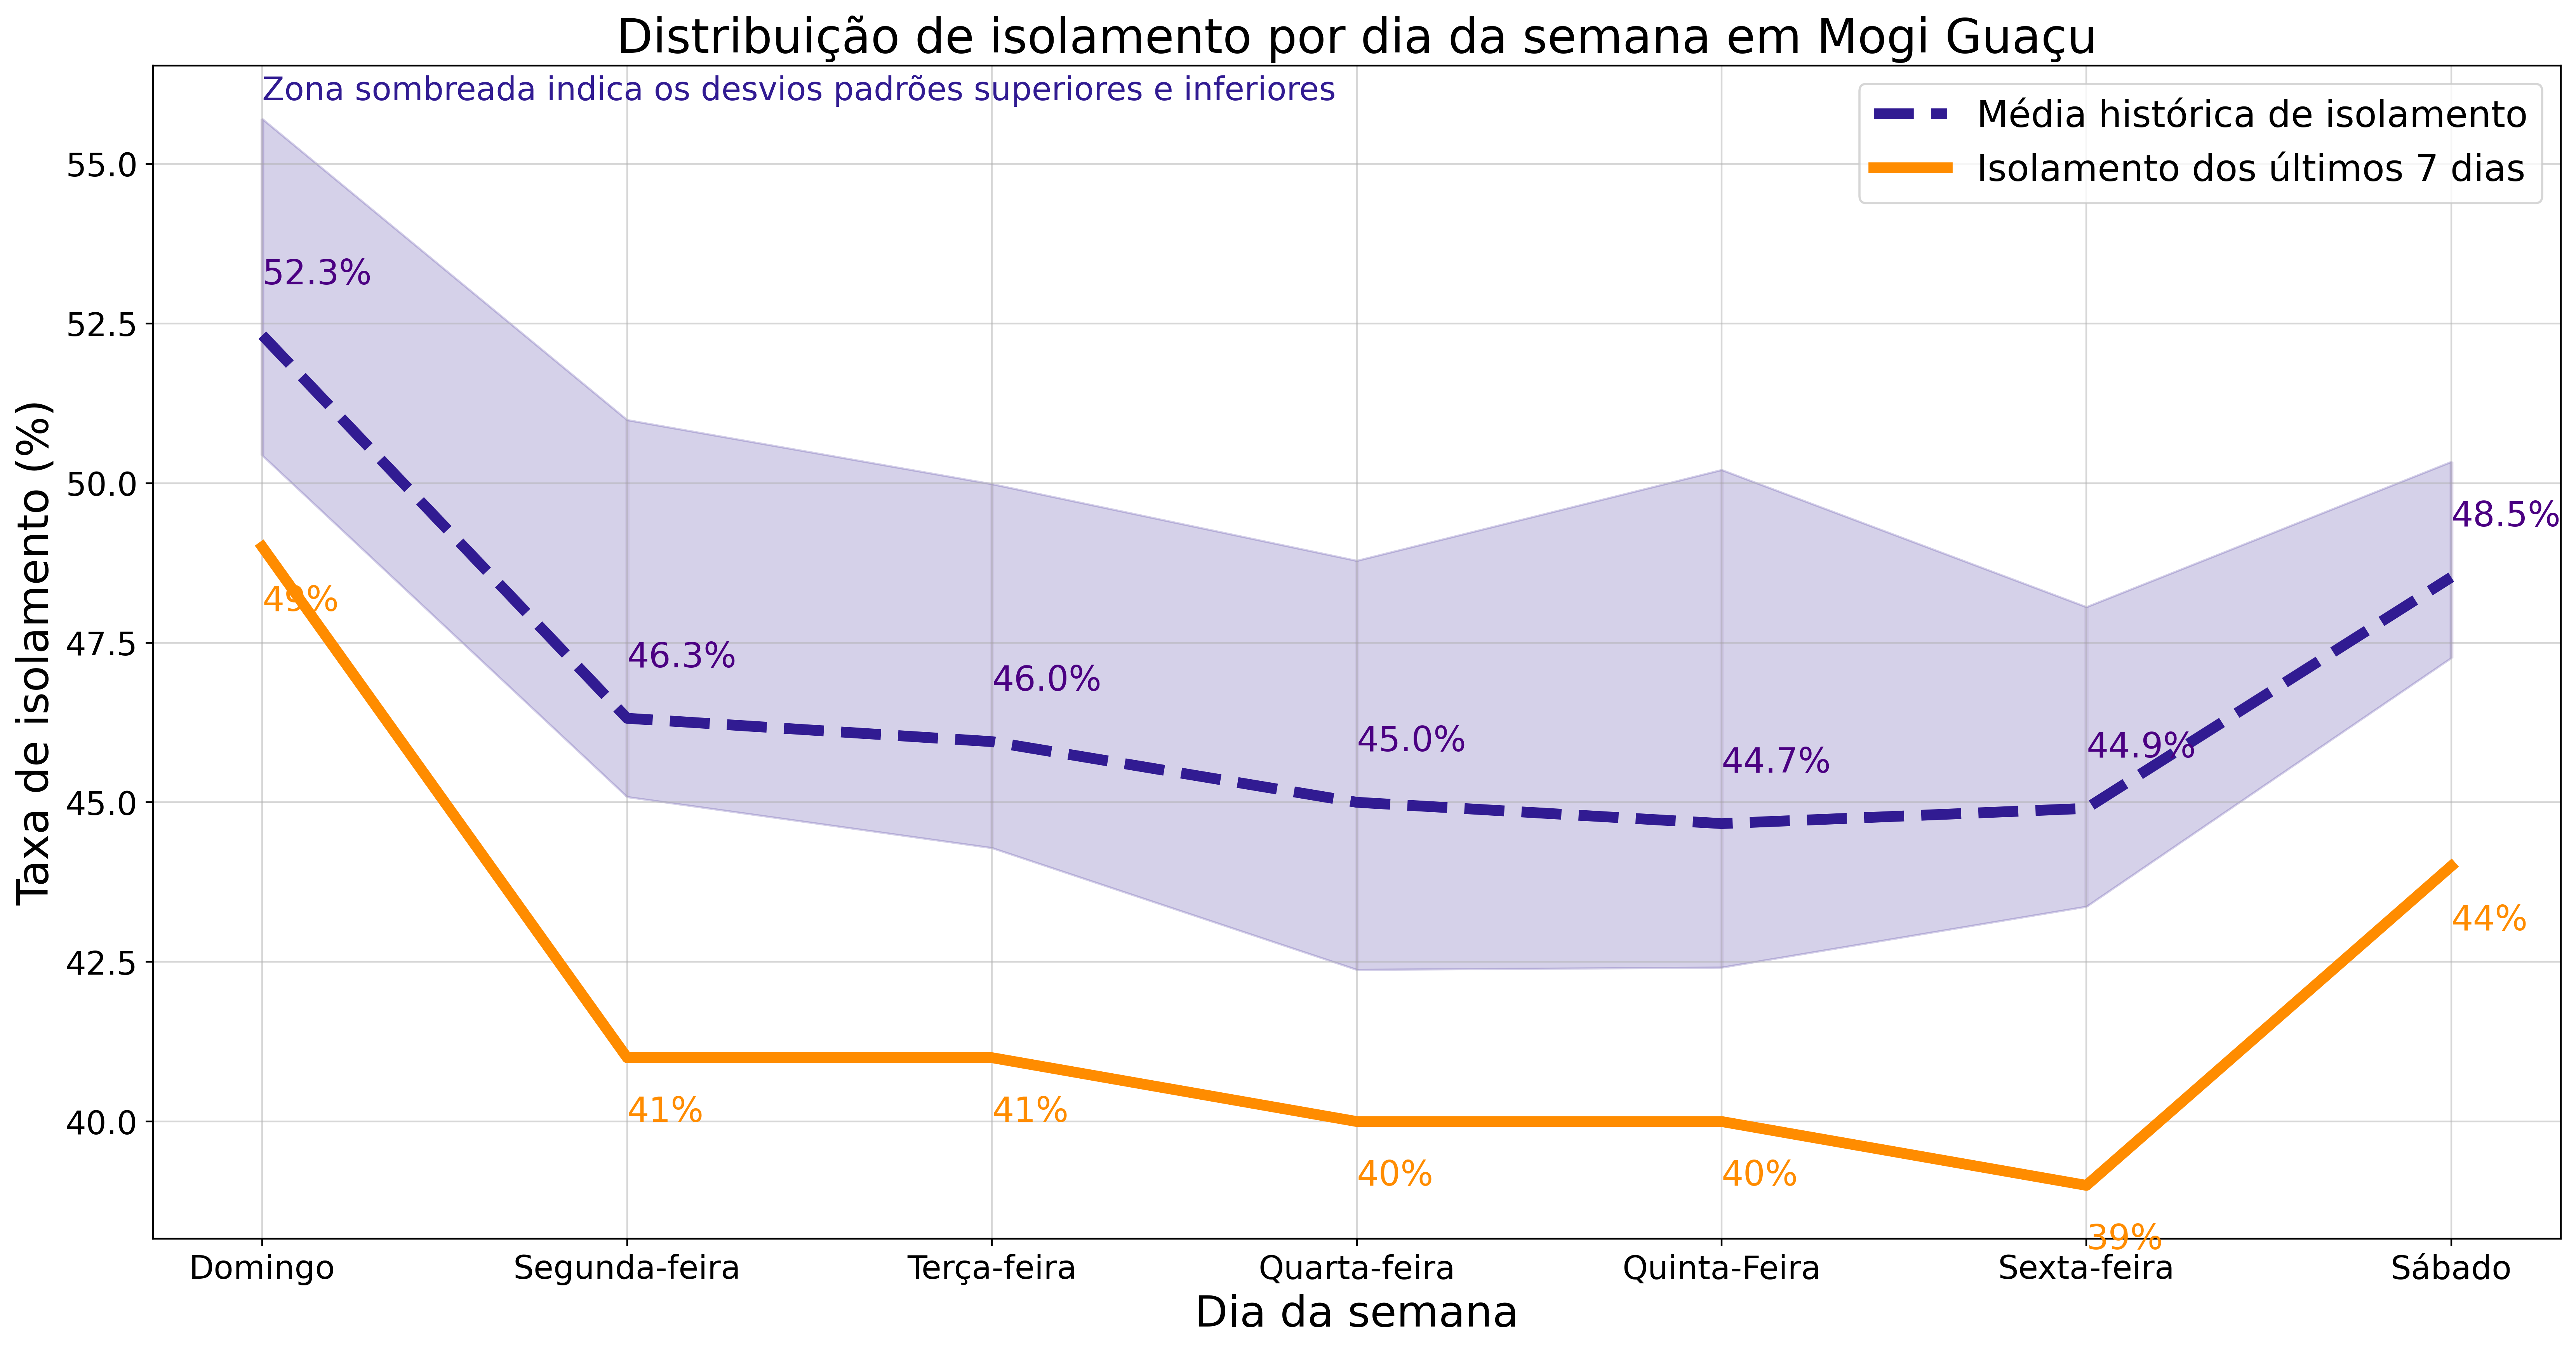 Distribuição de isolamento por dia da semana em Mogi Guaçu
Zona sombreada indica os desvios padrões superiores e inferiores
Média histórica de isolamento
Isolamento dos últimos 7 dias
Taxa de isolamento (%)
55.0
52.5
50.0
47.5
45.0
42.5
40.0
52.3%
46.3%
46.0%
45.0%
44.7%
44.9%
48.5%
49%
41%
41%
40%
40%
39%
44%
Domingo
Segunda-feira
Terça-feira
Quarta-feira
Quinta-Feira
Sexta-feira
Sábado
Dia da semana